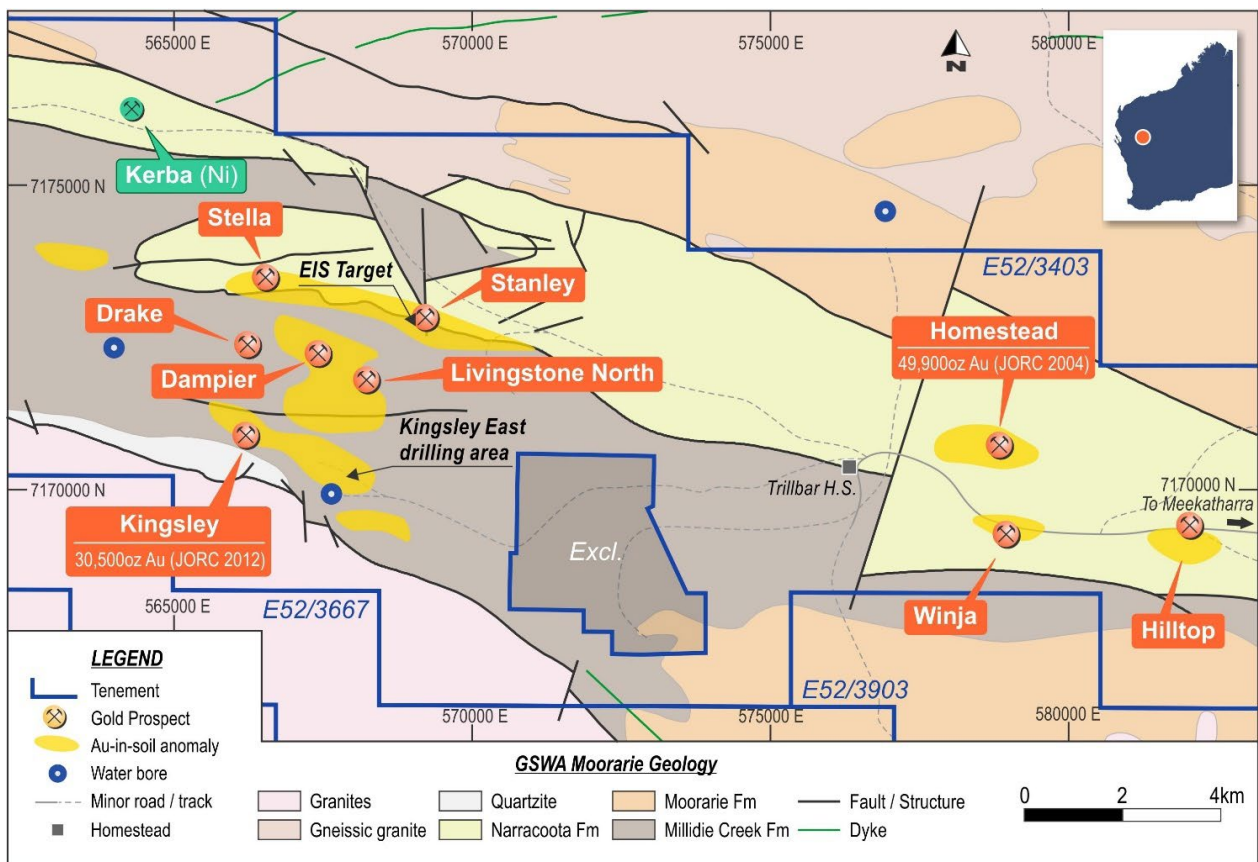 565000 E
570000 E
575000 E
580000 E
N
Kerba (Ni)
7175000 N
Stella
EIS Target
Stanley
E52/3403
Drake
Homestead
49,900oz Au (JORC 2004)
Dampier
Livingstone North
Kingsley East
drilling area
Trillbar H.S.
7170000 N
7170000 N
To Meekatharra
Kingsley
30,500oz Au (JORC 2012)
Excl.
Winja
Hilltop
565000 E
E52/3667
E52/3903
570000 E
575000 E
580000 E
LEGEND
Tenement
Gold Prospect
Au-in-soil anomaly
Water bore
Minor road / track
Homestead
GSWA Moorarie Geology
Granites
Gneissic granite
Quartzite
Narracoota Fm
Moorarie Fm
Millidie Creek Fm
Fault / Structure
Dyke
0 2 4km